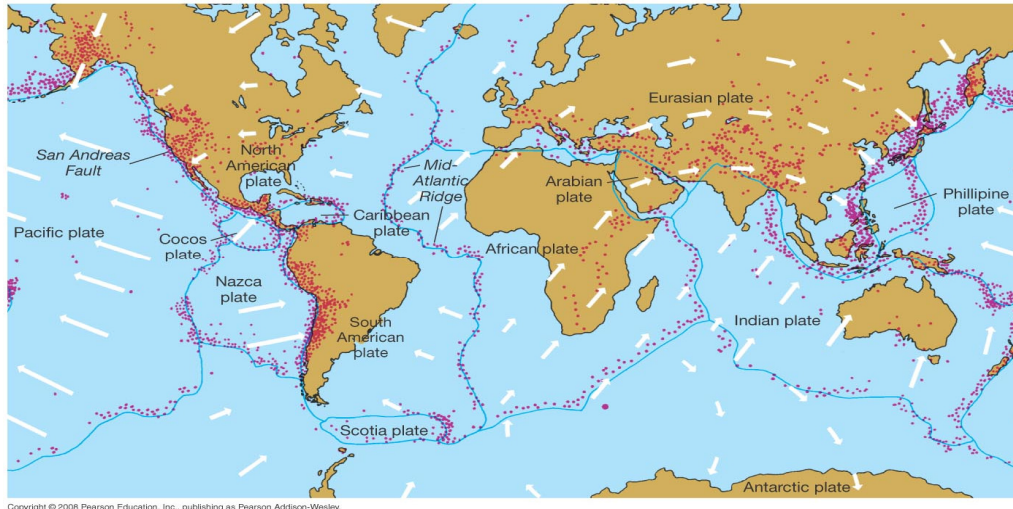 Eurasian plate
San Andreas
Fault
North
American
plate
Mid-
Atlantic
Ridge
Arabian
plate
Phillipine
plate
Caribbean
plate
Pacific plate
Cocos
plate
African plate
Nazca
plate
South
American
plate
Indian plate
Scotia plate
Antarctic plate
Copyright © 2008 Pearson Education, Inc., publishing as Pearson Addison-Wesley.